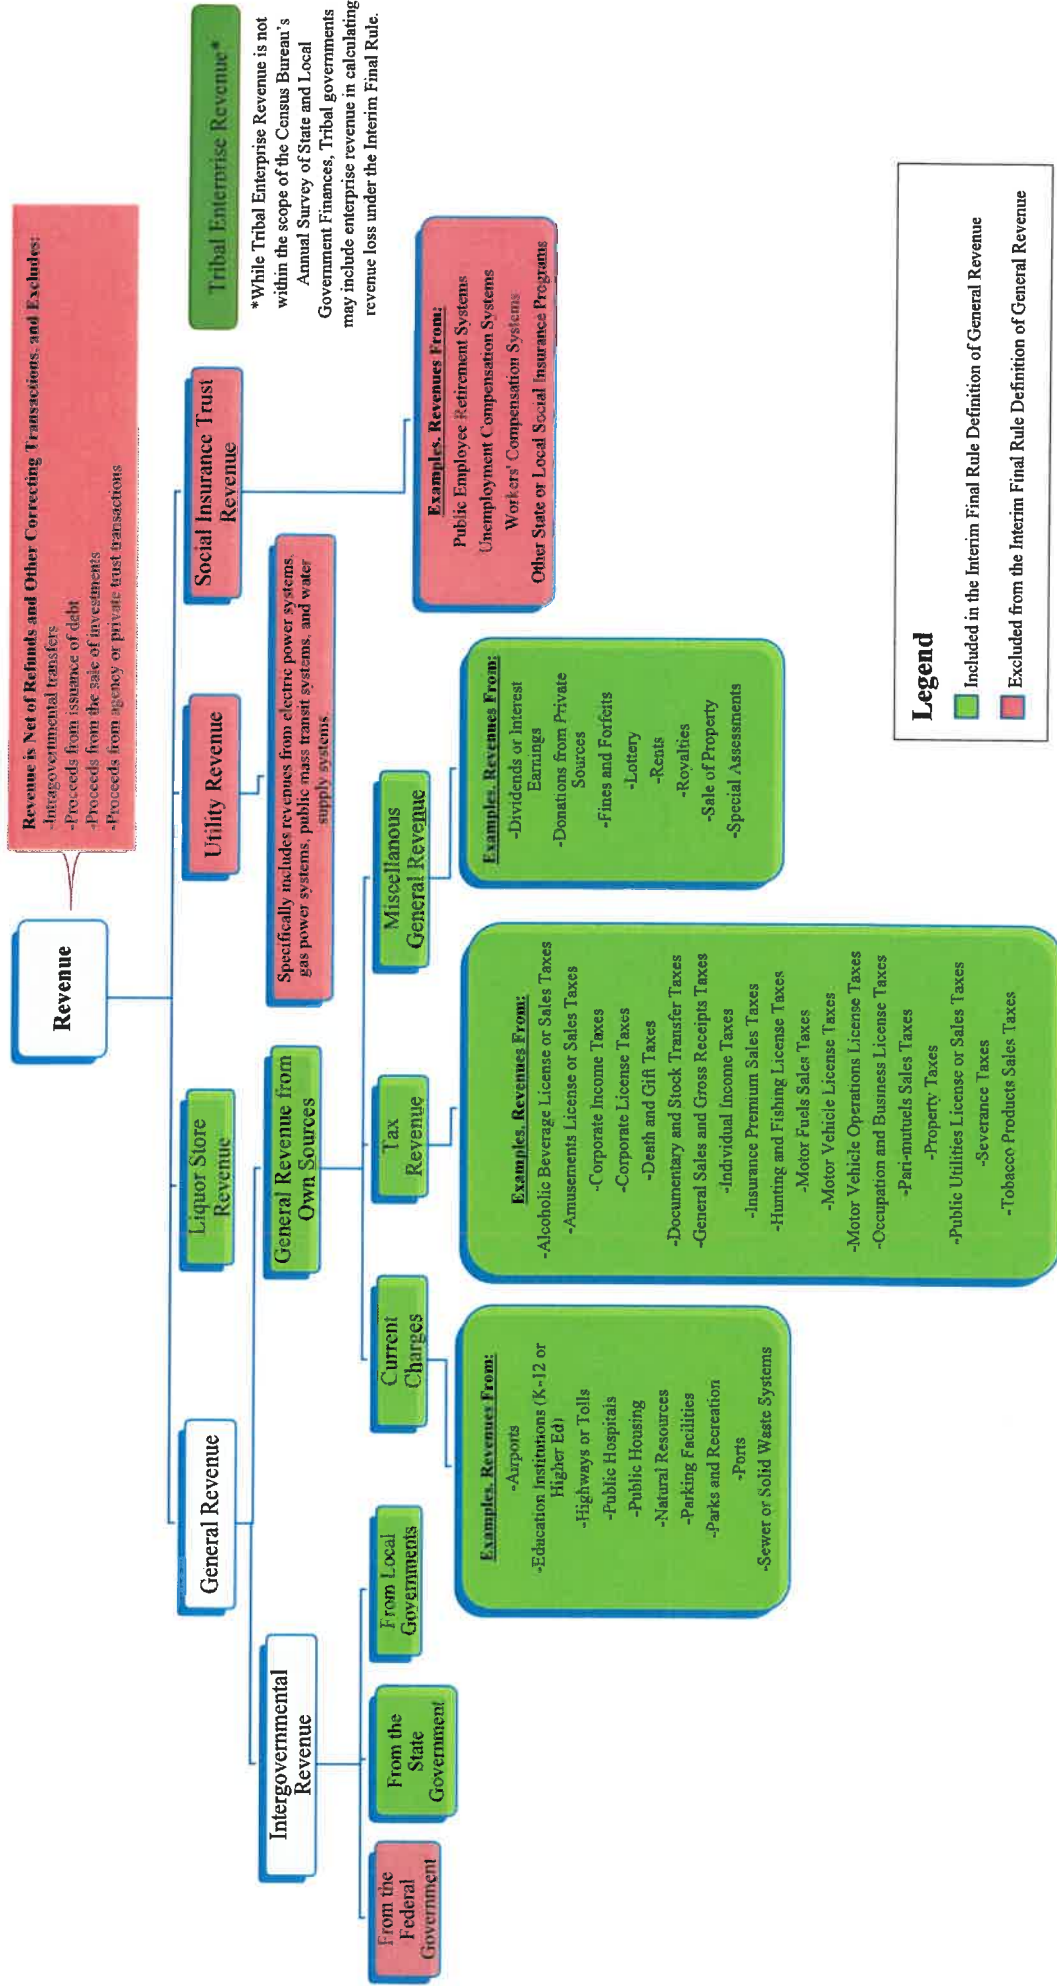 Revenue
Revenue is Net of Refunds and Other Correcting Transactions, and Excludes:
-Intragovernmental transfers
-Proceeds from issuance of debt
-Proceeds from the sale of investments
-Proceeds from agency or private trust transactions
General Revenue
Liquor Store
Revenue
Utility Revenue
Social Insurance Trust
Revenue
Tribal Enterprise Revenue*
*While Tribal Enterprise Revenue is not
within the scope of the Census Bureau's
Annual Survey of State and Local
Government Finances, Tribal governments
may include enterprise revenue in calculating
revenue loss under the Interim Final Rule.
Intergovernmental
Revenue
General Revenue from
Own Sources
Specifically includes revenues from electric power systems,
gas power systems, public mass transit systems, and water
supply systems.
Examples, Revenues From:
Public Employee Retirement Systems
Unemployment Compensation Systems
Workers' Compensation Systems
Other State or Local Social Insurance Programs
From the
Federal
Government
From the
State
Government
From Local
Governments
Current
Charges
Tax
Revenue
Miscellanous
General Revenue
Examples, Revenues From:
-Airports
-Education Institutions (K-12 or
Higher Ed)
-Highways or Tolls
-Public Hospitals
-Public Housing
-Natural Resources
-Parking Facilities
-Parks and Recreation
-Ports
-Sewer or Solid Waste Systems
Examples, Revenues From:
-Alcoholic Beverage License or Sales Taxes
-Amusements License or Sales Taxes
-Corporate Income Taxes
-Corporate License Taxes
-Death and Gift Taxes
-Documentary and Stock Transfer Taxes
-General Sales and Gross Receipts Taxes
-Individual Income Taxes
-Insurance Premium Sales Taxes
-Hunting and Fishing License Taxes
-Motor Fuels Sales Taxes
-Motor Vehicle License Taxes
-Motor Vehicle Operations License Taxes
-Occupation and Business License Taxes
-Pari-mutuels Sales Taxes
-Property Taxes
-Public Utilities License or Sales Taxes
-Severance Taxes
-Tobacco Products Sales Taxes
Examples, Revenues From:
-Dividends or Interest
Earnings
-Donations from Private
Sources
-Fines and Forfeits
-Lottery
-Rents
-Royalties
-Sale of Property
-Special Assessments
Legend
Included in the Interim Final Rule Definition of General Revenue
Excluded from the Interim Final Rule Definition of General Revenue